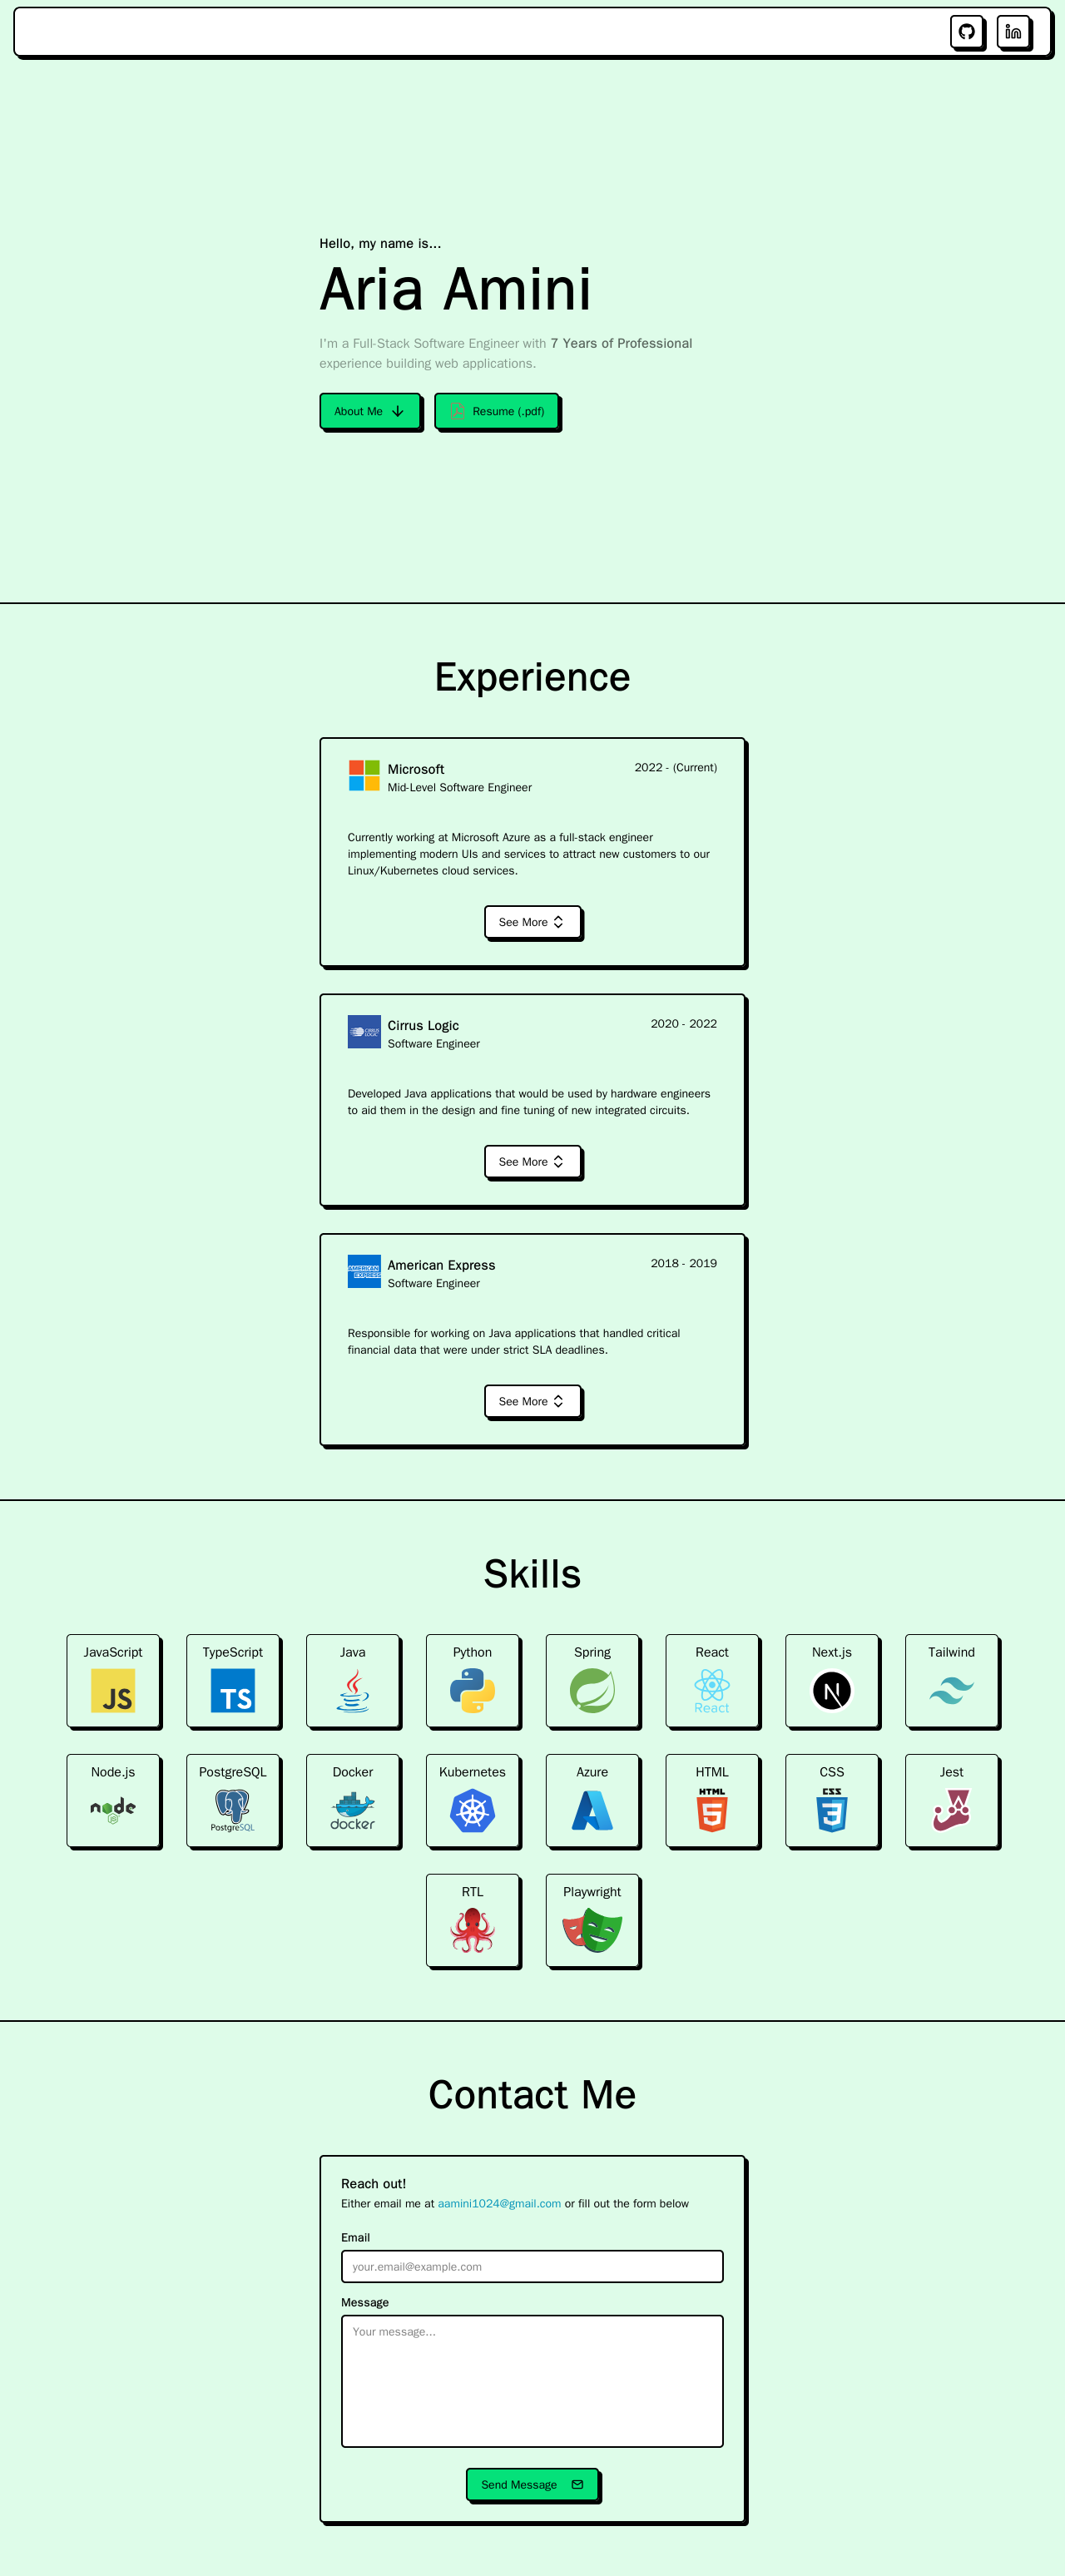 Hello, my name is...
Aria Amini
I'm a Full-Stack Software Engineer with 7 Years of Professional
experience building web applications.
About Me
Resume (.pdf)
Experience
Microsoft
2022 - (Current)
Mid-Level Software Engineer
Currently working at Microsoft Azure as a full-stack engineer
implementing modern UIs and services to attract new customers to our
Linux/Kubernetes cloud services.
See More
CIRRUS LOGIC
Cirrus Logic
2020 - 2022
Software Engineer
Developed Java applications that would be used by hardware engineers
to aid them in the design and fine tuning of new integrated circuits.
See More
AMERICAN EXPRESS
American Express
2018 - 2019
Software Engineer
Responsible for working on Java applications that handled critical
financial data that were under strict SLA deadlines.
See More
Skills
JavaScript
JS
TypeScript
TS
Java
Python
Spring
React
React
Next.js
N
Tailwind
Node.js
node
PostgreSQL
PostgreSQL
Docker
docker
Kubernetes
Azure
HTML
HTML
5
CSS
CSS
3
Jest
RTL
Playwright
Contact Me
Reach out!
Either email me at aamini1024@gmail.com or fill out the form below
Email
your.email@example.com
Message
Your message...
Send Message